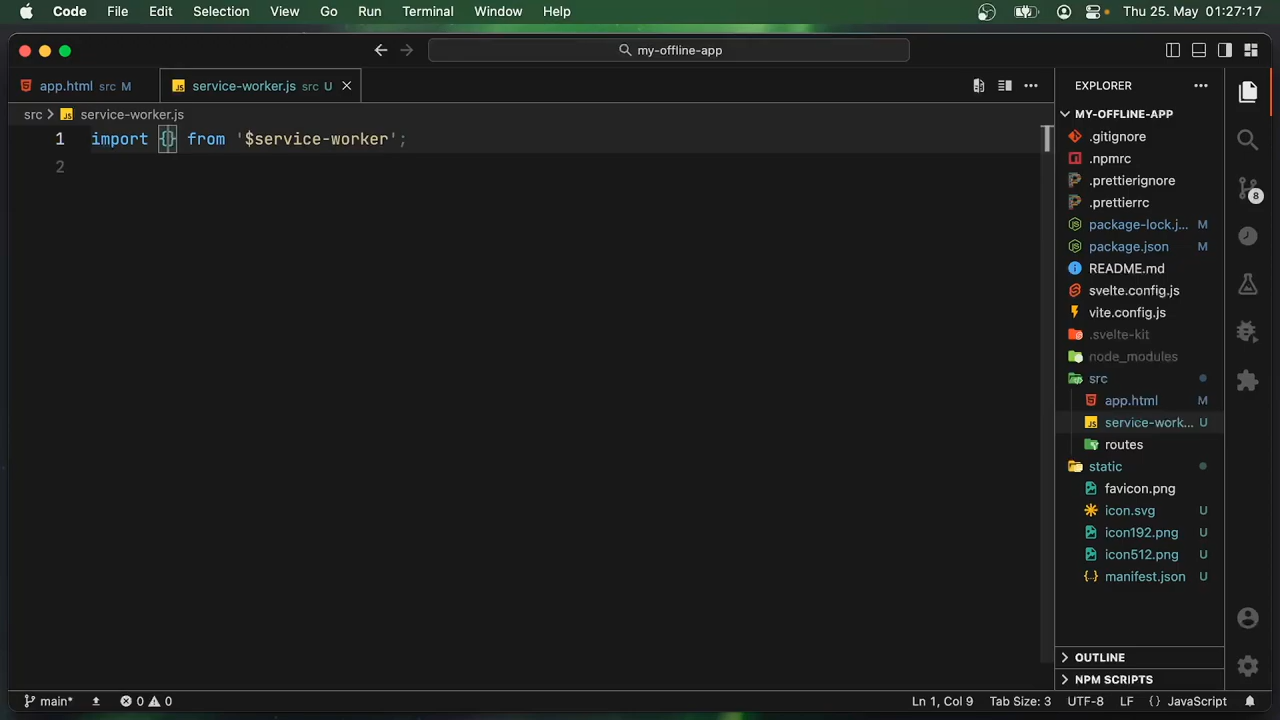 Code File Edit Selection View Go Run Terminal Window Help Thu 25. May 01:27:17
my-offline-app
app.html src M service-worker.js src U
EXPLORER
src service-worker.js
MY-OFFLINE-APP
1 import {} from '$service-worker';
2
.gitignore
.npmrc
.prettierignore
.prettierrc
package-lock.j... M
package.json M
README.md
svelte.config.js
vite.config.js
.svelte-kit
node_modules
src
app.html M
service-work... U
routes
static
favicon.png
icon.svg U
icon192.png U
icon512.png U
manifest.json U
8
OUTLINE
NPM SCRIPTS
main* 0 0 Ln 1, Col 9 Tab Size: 3 UTF-8 LF {} JavaScript